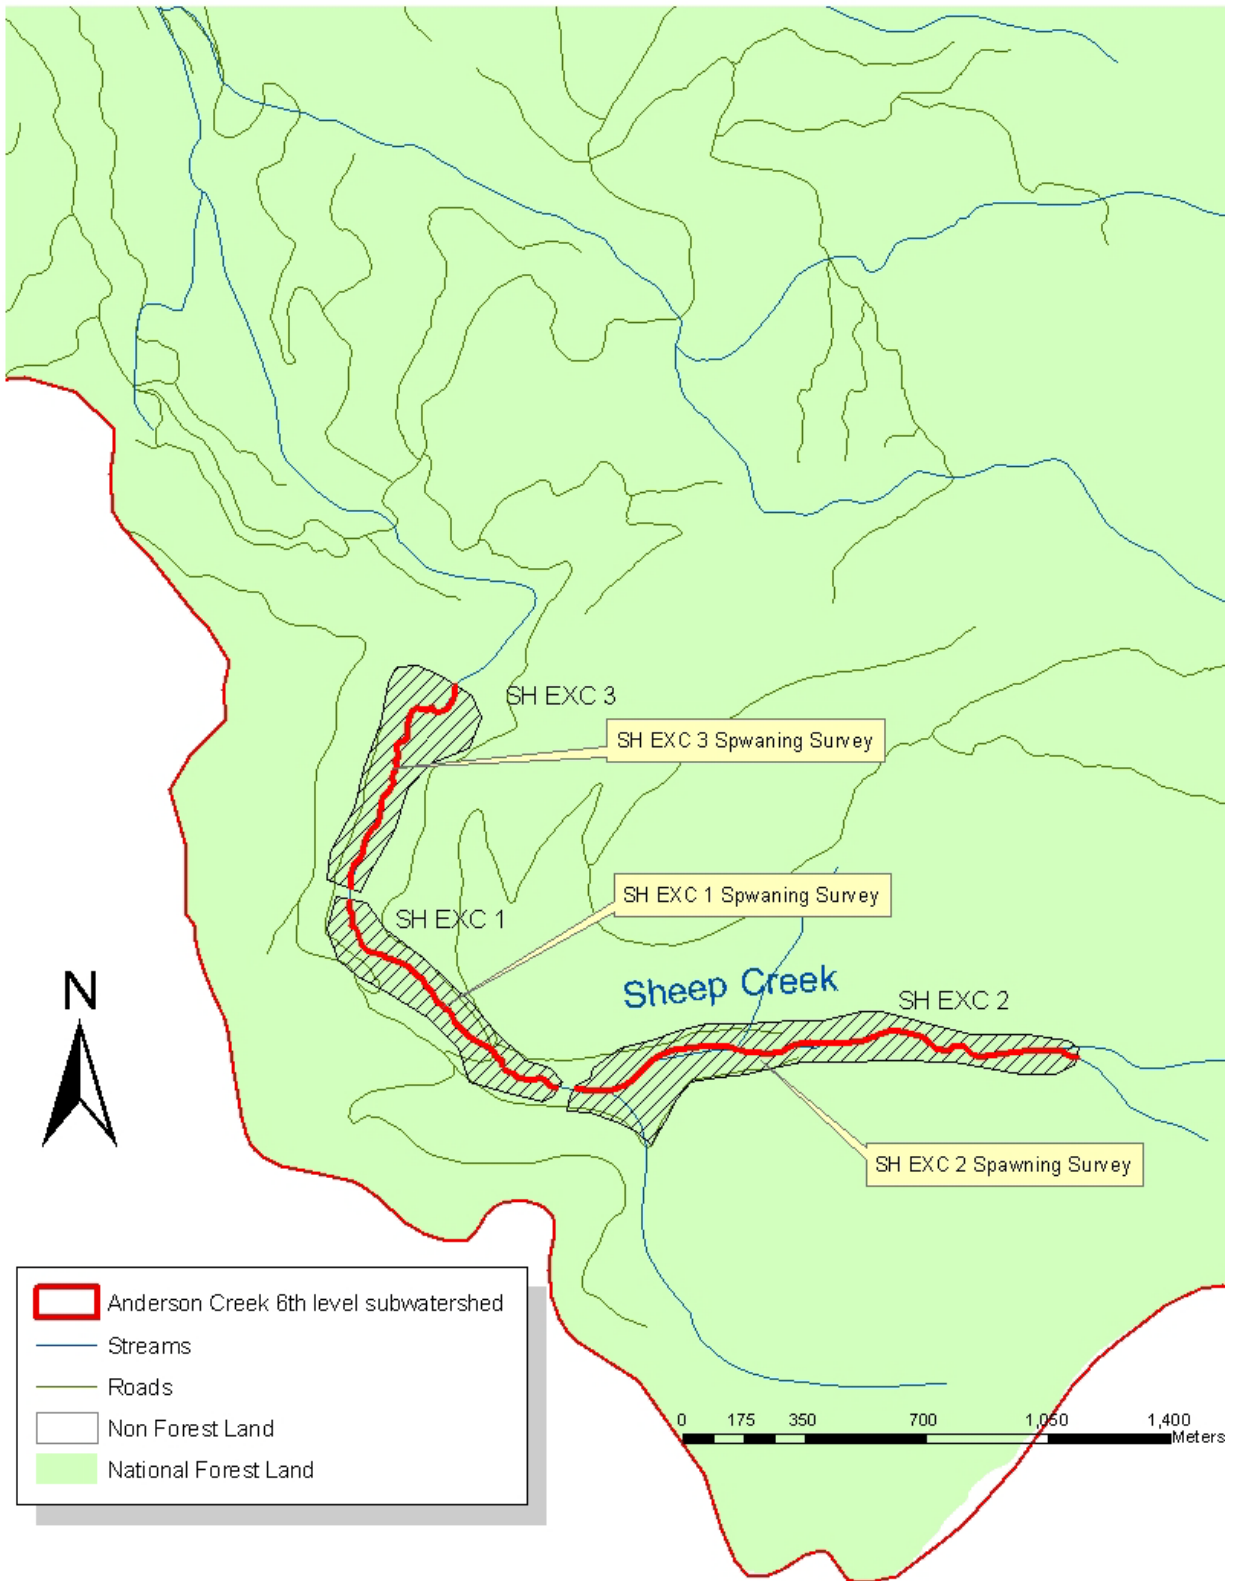 SH EXC 3
SH EXC 3 Spwaning Survey
SH EXC 1 Spwaning Survey
SH EXC 1
Sheep Creek
SH EXC 2
N
SH EXC 2 Spawning Survey
Anderson Creek 6th level subwatershed
Streams
Roads
Non Forest Land
National Forest Land
0 175 350 700 1,050 1,400
Meters